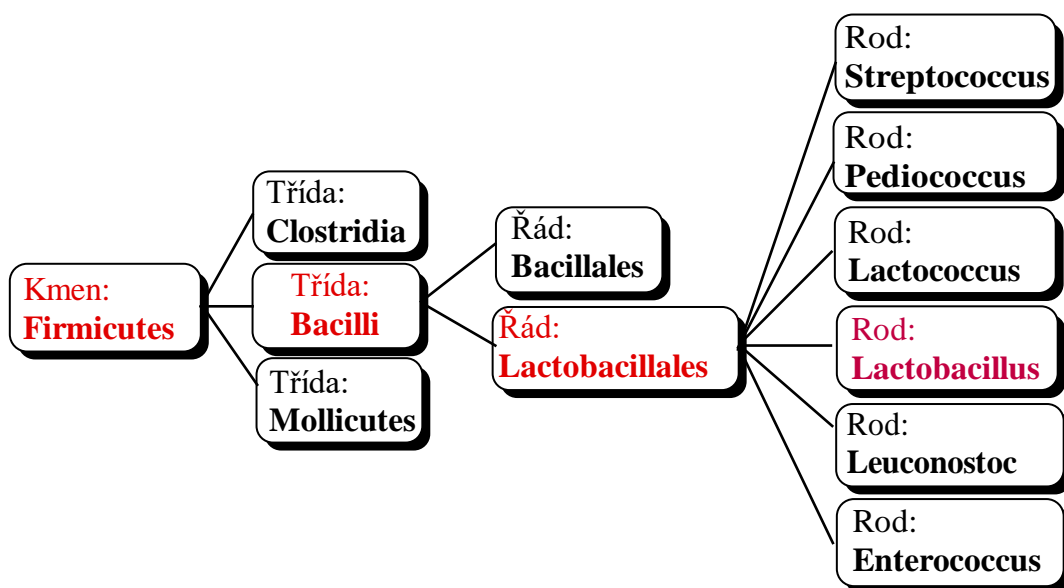 Kmen:
Firmicutes
Třída:
Clostridia
Třída:
Bacilli
Třída:
Mollicutes
Řád:
Bacillales
Řád:
Lactobacillales
Rod:
Streptococcus
Rod:
Pediococcus
Rod:
Lactococcus
Rod:
Lactobacillus
Rod:
Leuconostoc
Rod:
Enterococcus